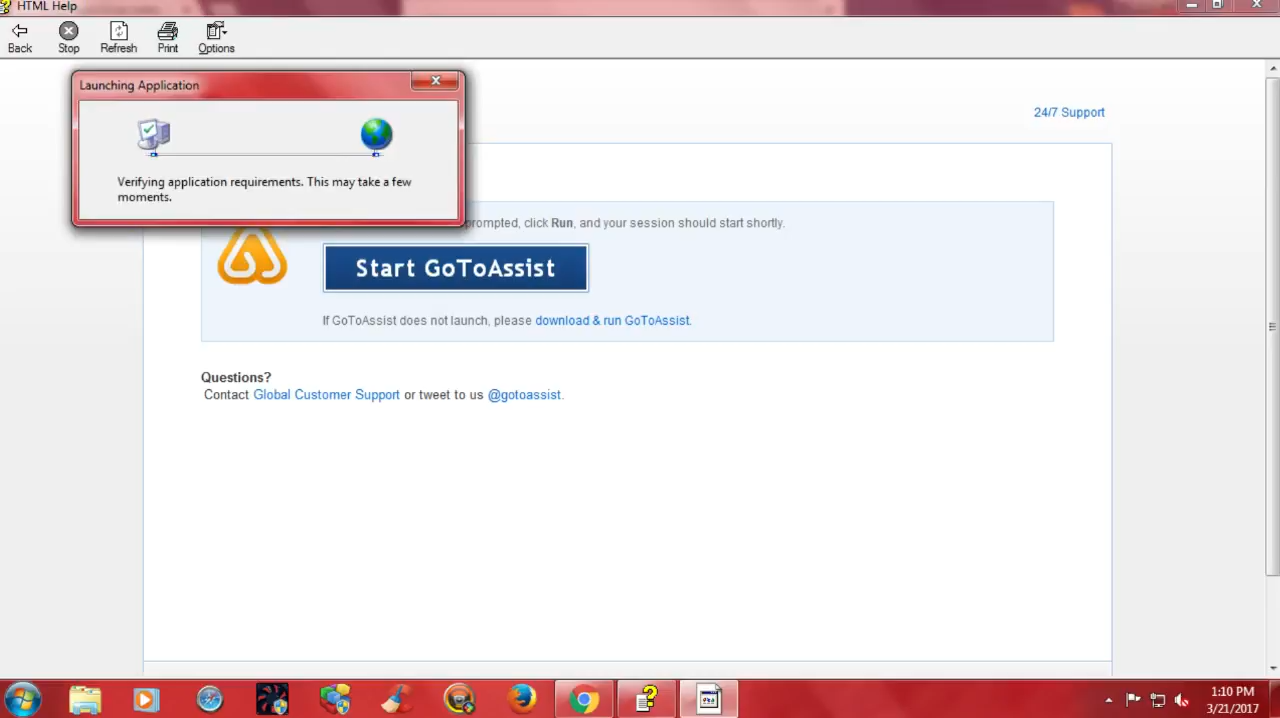 HTML Help
Back
Stop
Refresh
Print
Options
Launching Application
Verifying application requirements. This may take a few
moments.
24/7 Support
prompted, click Run, and your session should start shortly.
Start GoToAssist
If GoToAssist does not launch, please download & run GoToAssist.
Questions?
Contact Global Customer Support or tweet to us @gotoassist.
1:10 PM
3/21/2017